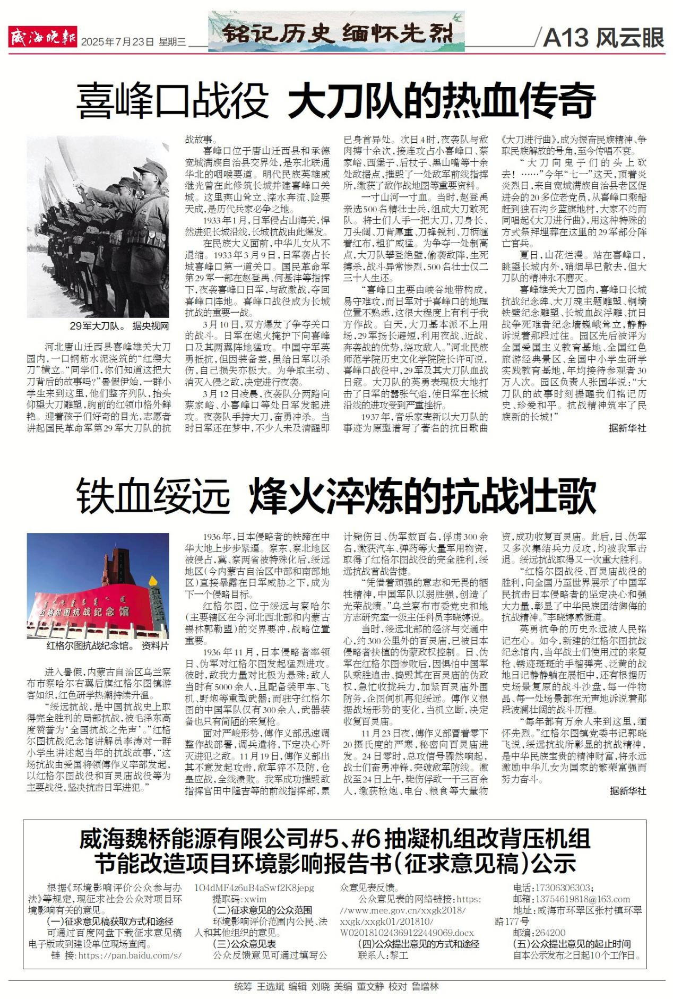 威海晚报
2025年7月23日 星期三
铭记历史 缅怀先烈
A13 风云眼
喜峰口战役 大刀队的热血传奇
29军大刀队。 据央视网
河北唐山迁西县喜峰雄关大刀
园内,一口钢筋水泥浇筑的“红缨大
刀”横立。“同学们,你们知道这把大
刀背后的故事吗?”暑假伊始,一群小
学生来到这里,他们整齐列队,抬头
仰望大刀雕塑,胸前的红领巾格外鲜
艳。迎着孩子们好奇的目光,志愿者
讲起国民革命军第29军大刀队的抗
战故事。
喜峰口位于唐山迁西县和承德
宽城满族自治县交界处,是东北联通
华北的咽喉要道。明代民族英雄戚
继光曾在此修筑长城并建喜峰口关
城。这里燕山耸立、滦水奔流、险要
天成,是历代兵家必争之地。
1933年1月,日军侵占山海关,悍
然进犯长城沿线,长城抗战由此爆发。
在民族大义面前,中华儿女从不
退缩。1933年3月9日,日军袭占长
城喜峰口第一道关口。国民革命军
第29军一部在赵登禹、何基沣等指挥
下,夜袭喜峰口日军,与敌激战,夺回
喜峰口阵地。喜峰口战役成为长城
抗战的重要一战。
3月10日,双方爆发了争夺关口
的战斗。日军在炮火掩护下向喜峰
口及其两翼阵地猛攻。中国守军英
勇抵抗,但因装备差,虽给日军以杀
伤,自己损失亦极大。为争取主动、
消灭入侵之敌,决定进行夜袭。
3月12日凌晨,夜袭队分两路向
蔡家峪、小喜峰口等处日军发起进
攻。夜袭队手持大刀,奋勇冲杀。当
时日军还在梦中,不少人未及清醒即
已身首异处。次日4时,夜袭队与敌
肉搏十余次,接连攻占小喜峰口、蔡
家峪、西堡子、后杖子、黑山嘴等十余
处敌据点,摧毁了一处敌军前线指挥
所,缴获了敌作战地图等重要资料。
一寸山河一寸血。当时,赵登禹
亲选500名精壮士兵,组成大刀敢死
队。将士们人手一把大刀,刀身长、
刀头阔、刀背厚重、刀锋锐利、刀柄缠
着红布,粗犷威猛。为争夺一处制高
点,大刀队攀登绝壁,偷袭敌阵,生死
搏杀,战斗异常惨烈,500名壮士仅二
三十人生还。
“喜峰口主要由峡谷地带构成,
易守难攻,而日军对于喜峰口的地理
位置不熟悉,这很大程度上有利于我
方作战。白天,大刀基本派不上用
场,29军扬长避短,利用夜战、近战、
奔袭战的优势,绕攻敌人。”河北民族
师范学院历史文化学院院长许可说,
喜峰口战役中,29军及其大刀队血战
日寇。大刀队的英勇表现极大地打
击了日军的嚣张气焰,使日军在长城
沿线的进攻受到严重挫折。
1937年,音乐家麦新以大刀队的
事迹为原型谱写了著名的抗日歌曲
《大刀进行曲》,成为振奋民族精神、争
取民族解放的号角,至今传唱不衰。
“大刀向鬼子们的头上砍
去!……”今年“七一”这天,顶着炎
炎烈日,来自宽城满族自治县老区促
进会的20多位老党员,从喜峰口乘船
赶到独石沟乡蓝旗地村,大家不约而
同唱起《大刀进行曲》,用这种特殊的
方式祭拜埋葬在这里的29军部分阵
亡官兵。
夏日,山花烂漫。站在喜峰口,
眺望长城内外,硝烟早已散去,但大
刀队的精神永不磨灭。
喜峰雄关大刀园内,喜峰口长城
抗战纪念碑、大刀魂主题雕塑、铜墙
铁壁纪念雕塑、长城血战浮雕、抗日
战争死难者纪念墙巍峨耸立,静静
诉说着那段过往。园区先后被评为
全国爱国主义教育基地、全国红色
旅游经典景区、全国中小学生研学
实践教育基地,年均接待参观者30
万人次。园区负责人张国华说:“大
刀队的故事时刻提醒我们铭记历
史、珍爱和平。抗战精神筑牢了民
族新的长城!”
据新华社
铁血绥远 烽火淬炼的抗战壮歌
红格尔图抗战纪念馆
红格尔图抗战纪念馆。 资料片
进入暑假,内蒙古自治区乌兰察
布市察哈尔右翼后旗红格尔图镇游
客如织,红色研学热潮持续升温。
“绥远抗战,是中国抗战史上取
得完全胜利的局部抗战,被毛泽东高
度赞誉为‘全国抗战之先声’。”红格
尔图抗战纪念馆讲解员李涛对一群
小学生讲述起当年的抗战故事,“这
场抗战由爱国将领傅作义率部发起,
以红格尔图战役和百灵庙战役等为
主要战役,坚决抗击日军进犯。”
1936年,日本侵略者的铁蹄在中
华大地上步步紧逼。察东、察北地区
被侵占,冀、察两省被特殊化后,绥远
地区(今内蒙古自治区中部和南部地
区)直接暴露在日军威胁之下,成为
下一个侵略目标。
红格尔图,位于绥远与察哈尔
(主要辖区在今河北西北部和内蒙古
锡林郭勒盟)的交界要冲,战略位置
重要。
1936年11月,日本侵略者率领
日、伪军对红格尔图发起猛烈进攻。
彼时,敌我力量对比极为悬殊:敌人
当时有5000余人,且配备装甲车、飞
机、野炮等重型武器;而驻守红格尔
图的中国军队仅有300余人,武器装
备也只有简陋的来复枪。
面对严峻形势,傅作义部迅速调
整作战部署,调兵遣将,下定决心歼
灭进犯之敌。11月19日,傅作义部出
其不意发起攻击,敌军猝不及防,仓
皇应战,全线溃败。我军成功摧毁敌
指挥官田中隆吉等的前线指挥部,累
计毙伤日、伪军数百名,俘虏300余
名,缴获汽车、弹药等大量军用物资,
取得了红格尔图战役的完全胜利,绥
远抗战首战告捷。
“凭借着顽强的意志和无畏的牺
牲精神,中国军队以弱胜强,创造了
光荣战绩。”乌兰察布市委党史和地
方志研究室一级主任科员李晓婷说。
当时,绥远北部的经济与交通中
心,约300公里外的百灵庙,已被日本
侵略者扶植的伪蒙政权控制。日、伪
军在红格尔图惨败后,因惧怕中国军
队乘胜追击、捣毁其在百灵庙的伪政
权,急忙收拢兵力,加紧百灵庙外围
防务,企图伺机再犯绥远。傅作义根
据战场形势的变化,当机立断,决定
收复百灵庙。
11月23日夜,傅作义部冒着零下
20摄氏度的严寒,秘密向百灵庙进
发。24日零时,总攻信号骤然响起,
战士们奋勇冲锋,突破敌军防线。激
战至24日上午,毙伤俘敌一千三百余
人,缴获枪炮、电台、粮食等大量物
资,成功收复百灵庙。此后,日、伪军
又多次集结兵力反攻,均被我军击
退。绥远抗战取得又一次重大胜利。
“红格尔图战役、百灵庙战役的
胜利,向全国乃至世界展示了中国军
民抗击日本侵略者的坚定决心和强
大力量,彰显了中华民族团结御侮的
抗战精神。”李晓婷感慨道。
英勇抗争的历史永远被人民铭
记在心。如今,新建的红格尔图抗战
纪念馆内,当年战士们使用过的来复
枪、锈迹斑斑的手榴弹壳、泛黄的战
地日记静静躺在展柜中,还有根据历
史场景复原的战斗沙盘,每一件物
品、每一处场景都在无声地诉说着那
段波澜壮阔的战斗历程。
“每年都有万余人来到这里,缅
怀先烈。”红格尔图镇党委书记郭晓
飞说,绥远抗战所彰显的抗战精神,
是中华民族宝贵的精神财富,将永远
激励中华儿女为国家的繁荣富强而
努力奋斗。
据新华社
威海魏桥能源有限公司#5、#6抽凝机组改背压机组
节能改造项目环境影响报告书(征求意见稿)公示
根据《环境影响评价公众参与办
法》等规定,现征求社会公众对项目环
境影响有关的意见。
(一)征求意见稿获取方式和途径
可通过百度网盘下载征求意见稿
电子版或到建设单位现场查阅。
链 接:https://pan.baidu.com/s/
1O4dMF4z6uB4aSwf2K8jepg
提取码:xwim
(二)征求意见的公众范围
环境影响评价范围内公民、法
人和其他组织的意见。
(三)公众意见表
公众反馈意见可通过填写公
众意见表反馈。
公众意见表的网络链接:https:
//www.mee.gov.cn/xxgk2018/
xxgk/xxgk01/201810/
W020181024369122449069.docx
(四)公众提出意见的方式和途径
联系人:黎工
电话:17306306303;
邮箱:13754619818@163.com
地址:威海市环翠区张村镇环翠
路177号
邮编:264200
(五)公众提出意见的起止时间
自本公示发布之日起10个工作日。
统筹 王选斌 编辑 刘晓 美编 董文静 校对 鲁增林